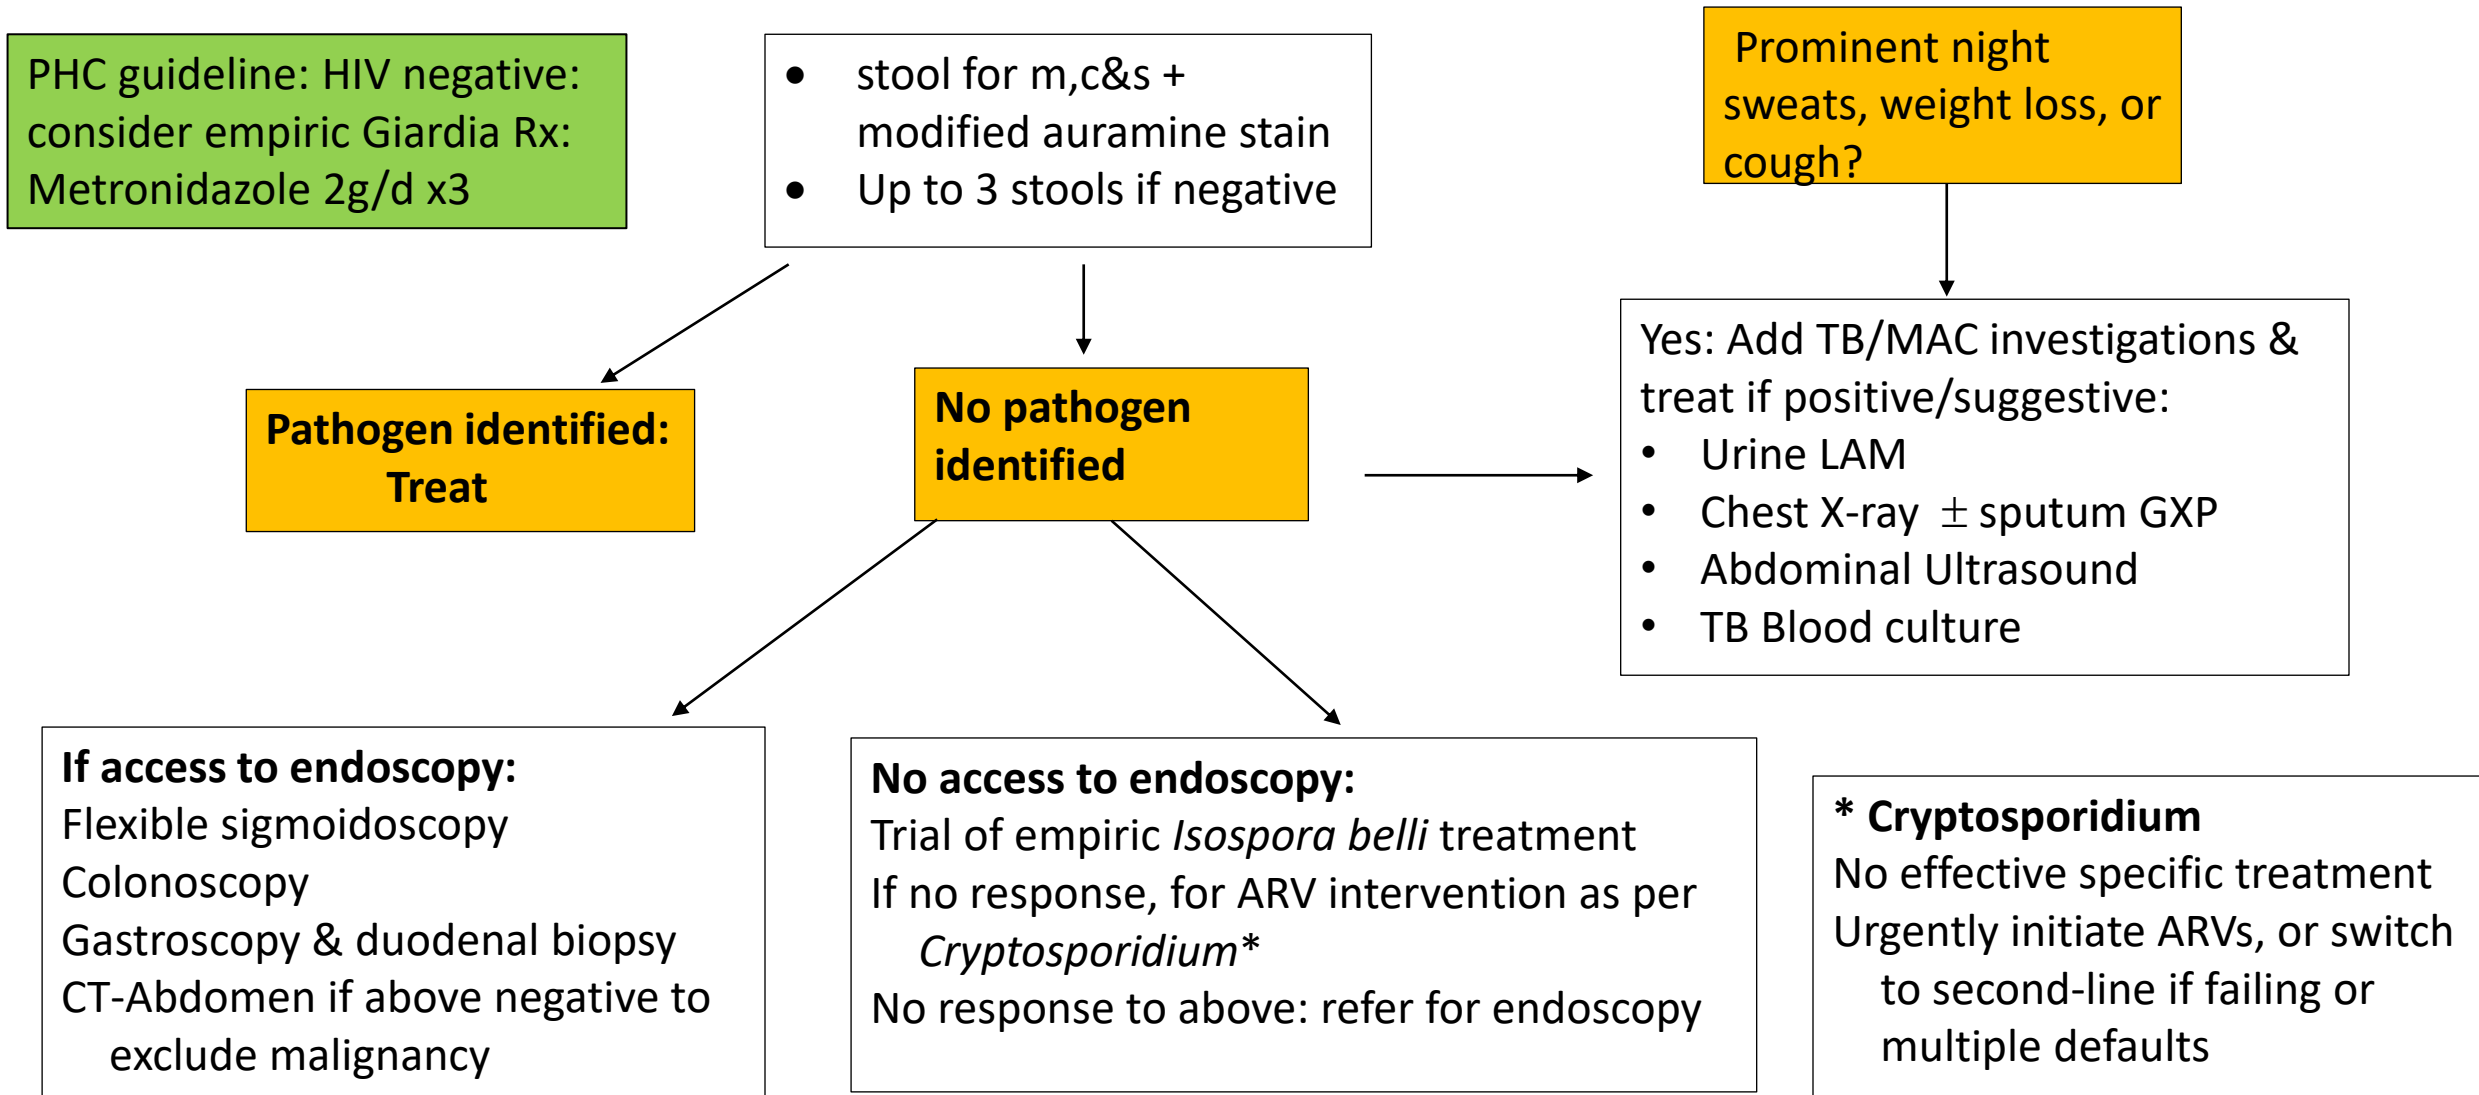 PHC guideline: HIV negative:
consider empiric Giardia Rx:
Metronidazole 2g/d x3
• stool for m,c&s +
modified auramine stain
• Up to 3 stools if negative
Prominent night
sweats, weight loss, or
cough?
Pathogen identified:
Treat
No pathogen
identified
Yes: Add TB/MAC investigations &
treat if positive/suggestive:
• Urine LAM
• Chest X-ray ± sputum GXP
• Abdominal Ultrasound
• TB Blood culture
If access to endoscopy:
Flexible sigmoidoscopy
Colonoscopy
Gastroscopy & duodenal biopsy
CT-Abdomen if above negative to
exclude malignancy
No access to endoscopy:
Trial of empiric Isospora belli treatment
If no response, for ARV intervention as per
Cryptosporidium*
No response to above: refer for endoscopy
* Cryptosporidium
No effective specific treatment
Urgently initiate ARVs, or switch
to second-line if failing or
multiple defaults